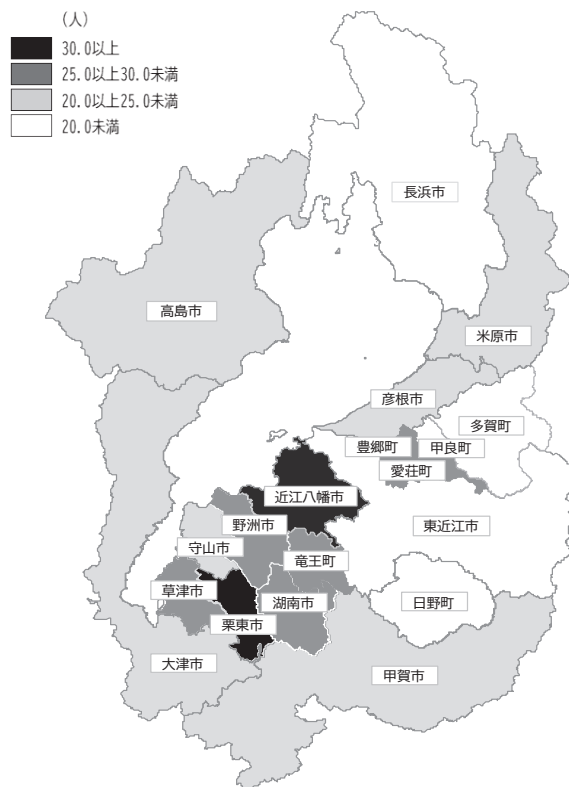 (人)
30.0以上
25.0以上30.0未満
20.0以上25.0未満
20.0未満
長浜市
高島市
米原市
彦根市
多賀町
豊郷町
甲良町
愛荘町
近江八幡市
野洲市
東近江市
守山市
竜王町
草津市
湖南市
日野町
栗東市
大津市
甲賀市